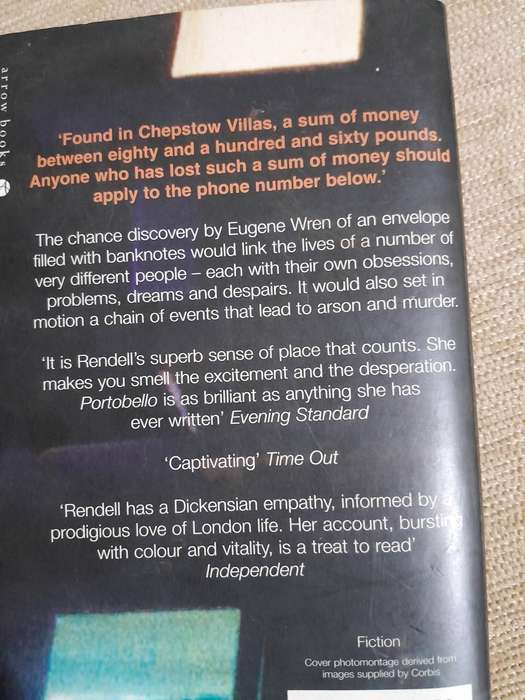 arrow books
'Found in Chepstow Villas, a sum of money
between eighty and a hundred and sixty pounds.
Anyone who has lost such a sum of money should
apply to the phone number below.'
The chance discovery by Eugene Wren of an envelope
filled with banknotes would link the lives of a number of
very different people – each with their own obsessions,
problems, dreams and despairs. It would also set in
motion a chain of events that lead to arson and murder.
'It is Rendell's superb sense of place that counts. She
makes you smell the excitement and the desperation.
Portobello is as brilliant as anything she has
ever written' Evening Standard
'Captivating' Time Out
'Rendell has a Dickensian empathy, informed by a
prodigious love of London life. Her account, bursting
with colour and vitality, is a treat to read'
Independent
Fiction
Cover photomontage derived from
images supplied by Corbis